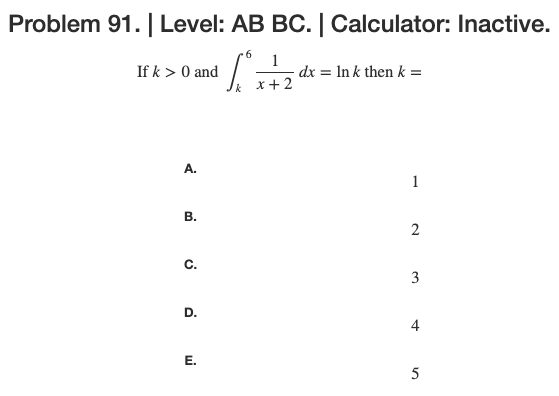 Problem 91. | Level: AB BC. | Calculator: Inactive.
If k > 0 and ∫_k^6 1/(x + 2) dx = ln k then k =
A. 1
B. 2
C. 3
D. 4
E. 5